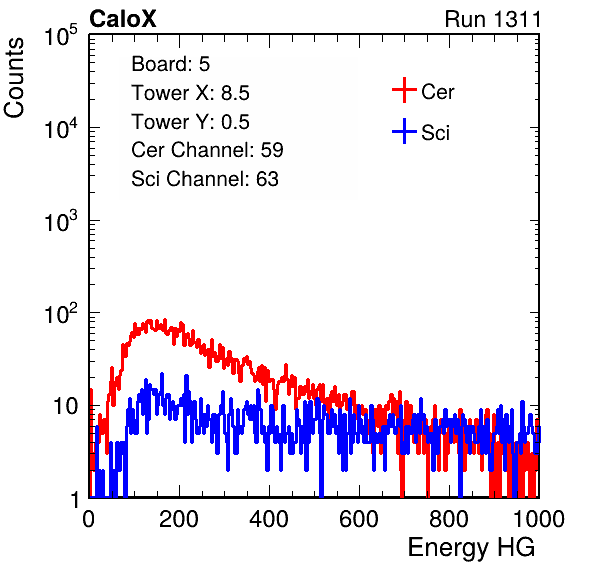 CaloX Run 1311
Counts
Board: 5
Tower X: 8.5
Tower Y: 0.5
Cer Channel: 59
Sci Channel: 63
Cer
Sci
10^5
10^4
10^3
10^2
10
1
0 200 400 600 800 1000
Energy HG